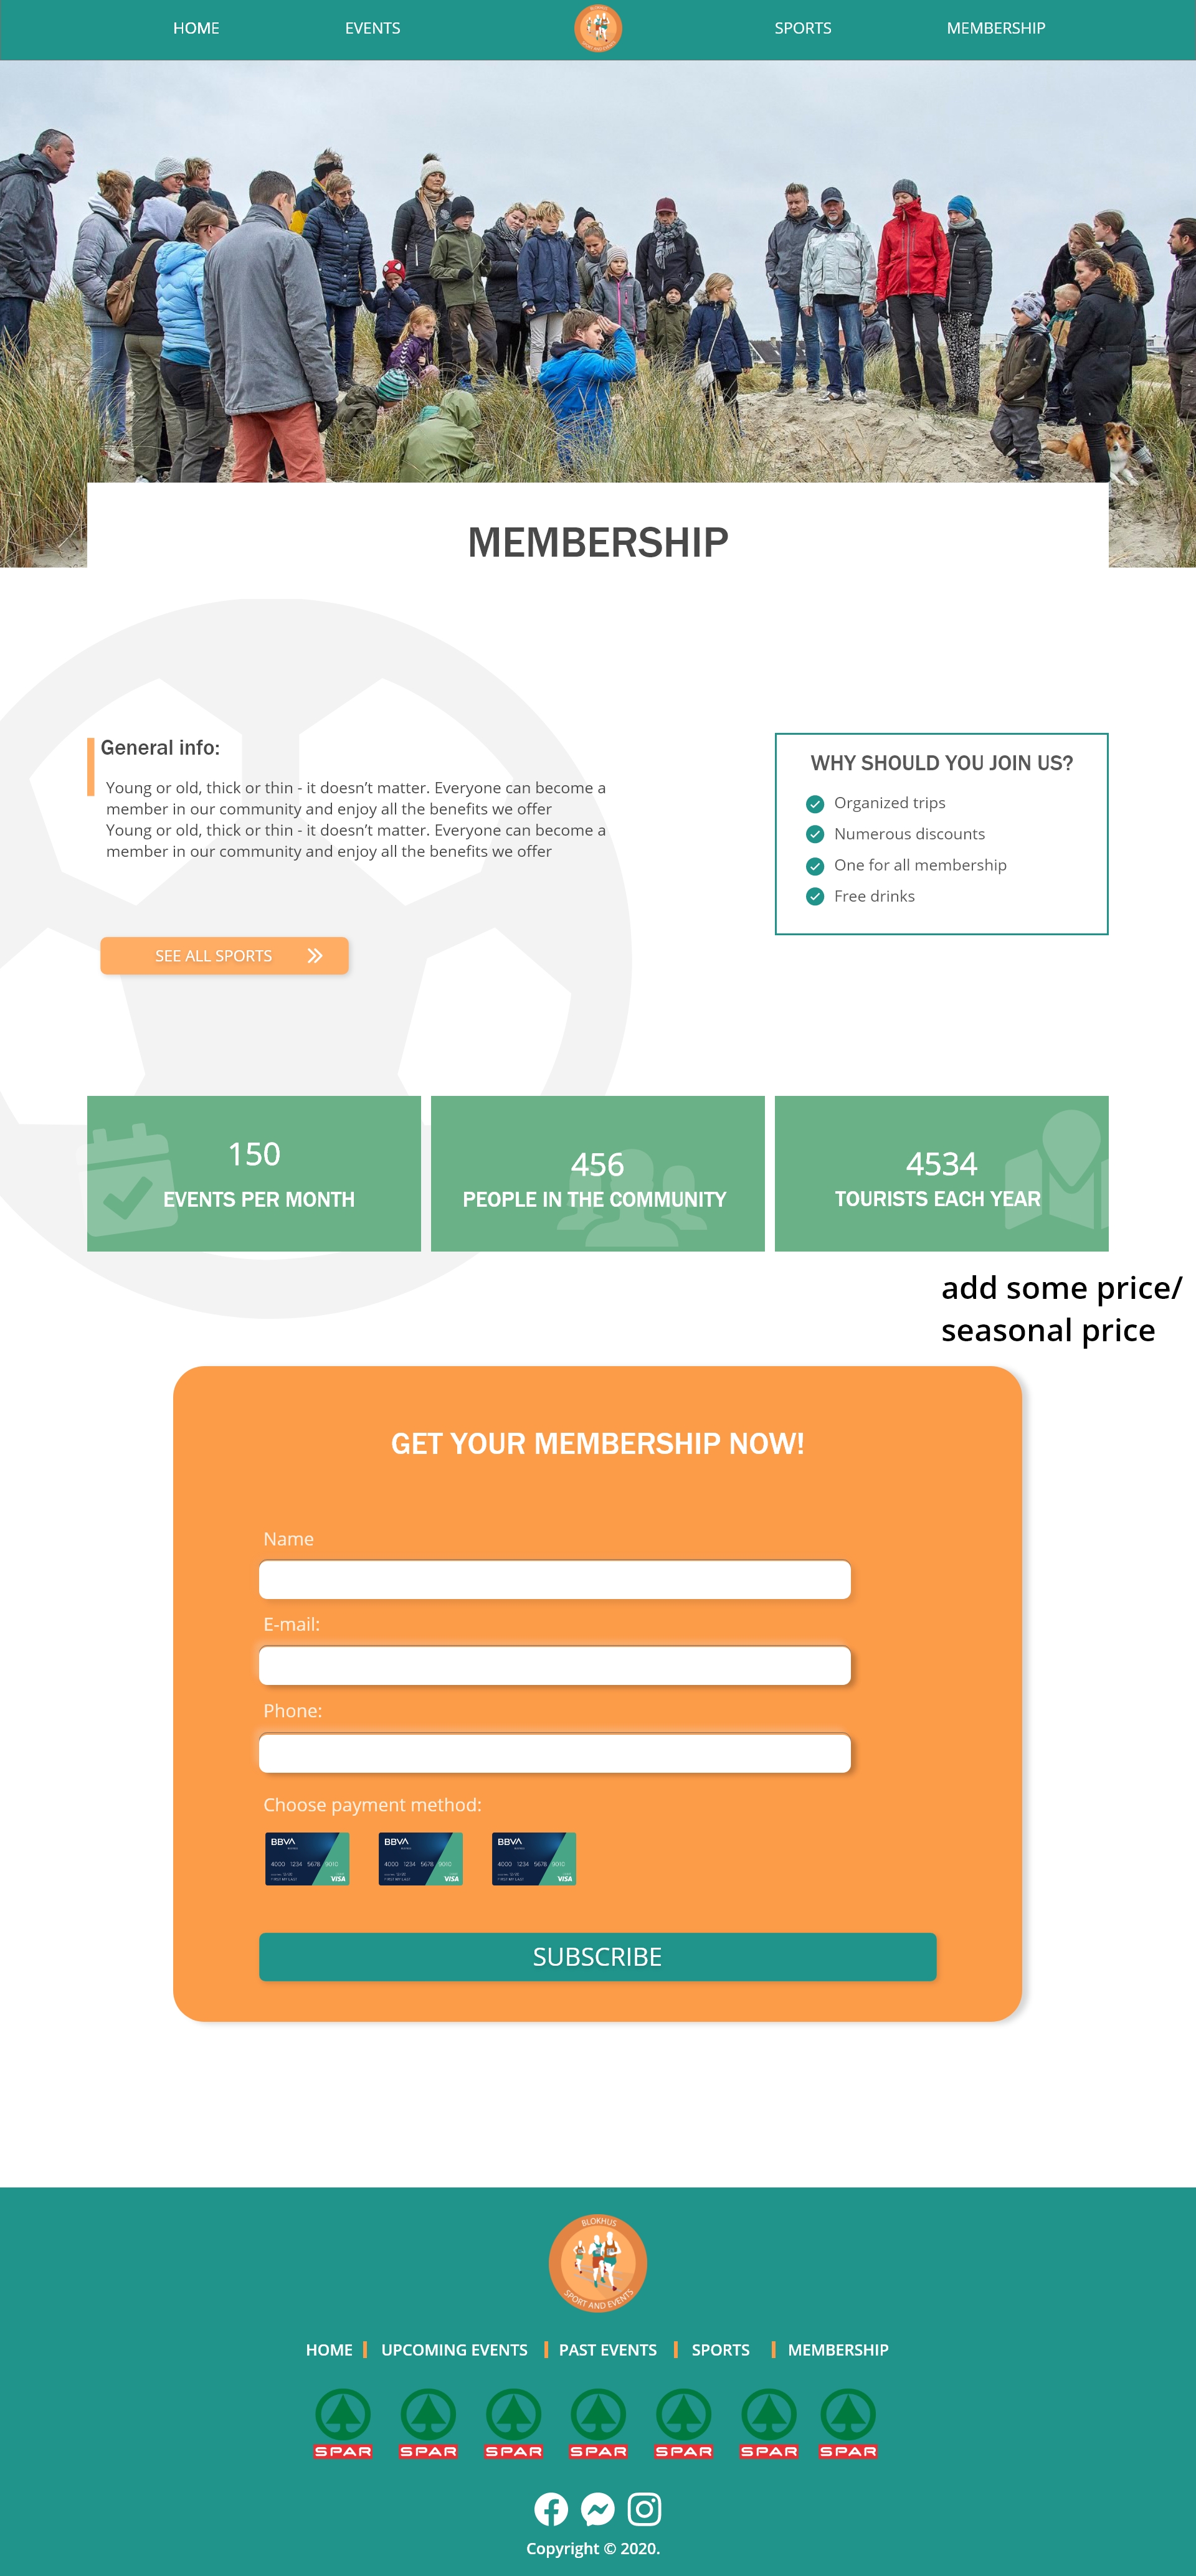 HOME EVENTS BLOKHUS SPORT AND EVENTS SPORTS MEMBERSHIP
MEMBERSHIP
General info:
Young or old, thick or thin - it doesn’t matter. Everyone can become a
member in our community and enjoy all the benefits we offer
Young or old, thick or thin - it doesn’t matter. Everyone can become a
member in our community and enjoy all the benefits we offer
SEE ALL SPORTS
WHY SHOULD YOU JOIN US?
Organized trips
Numerous discounts
One for all membership
Free drinks
150
EVENTS PER MONTH
456
PEOPLE IN THE COMMUNITY
4534
TOURISTS EACH YEAR
add some price/
seasonal price
GET YOUR MEMBERSHIP NOW!
Name
E-mail:
Phone:
Choose payment method:
BBVA BBVA BBVA
4000 1234 5678 9010 4000 1234 5678 9010 4000 1234 5678 9010
VISA VISA VISA
SUBSCRIBE
BLOKHUS
SPORT AND EVENTS
HOME UPCOMING EVENTS PAST EVENTS SPORTS MEMBERSHIP
SPAR SPAR SPAR SPAR SPAR SPAR SPAR
Copyright © 2020.